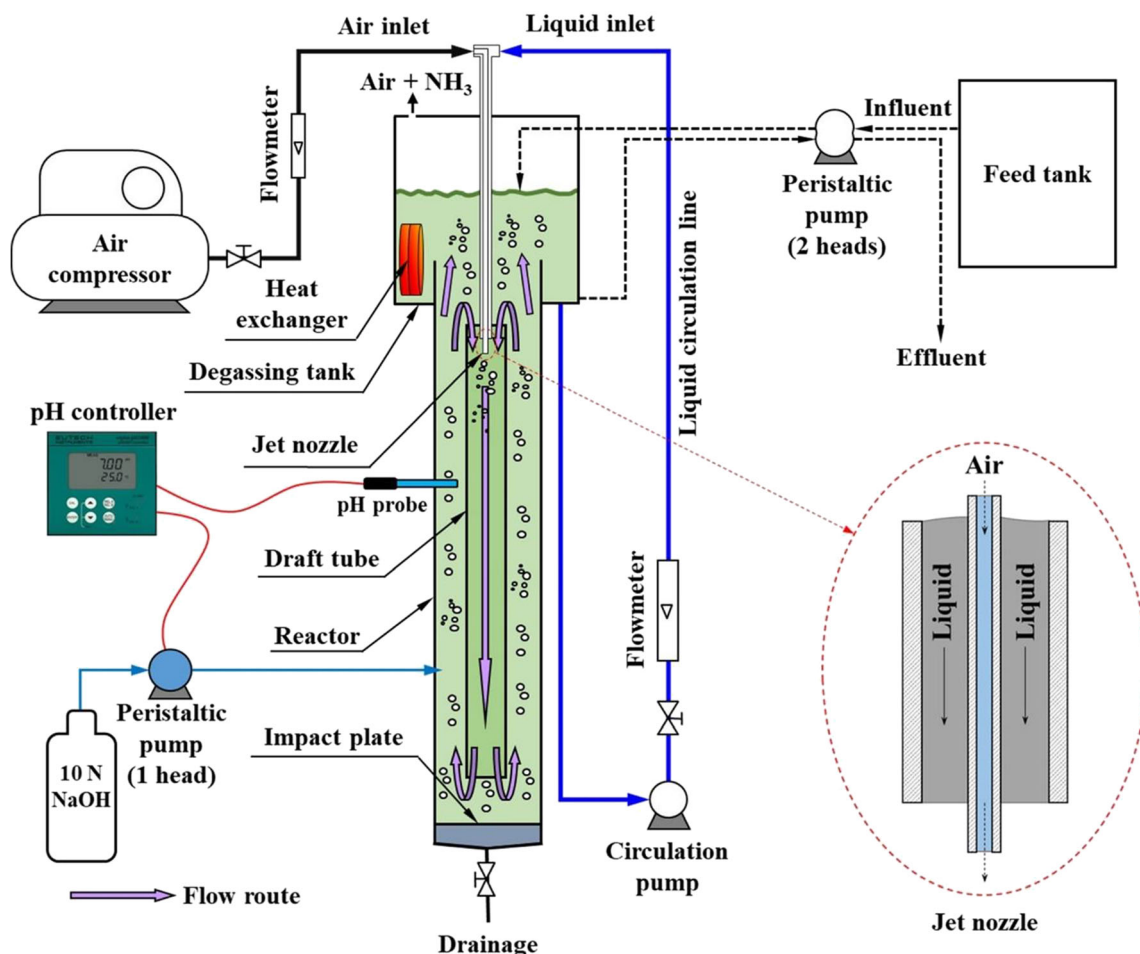 Air inlet
Liquid inlet
Air + NH₃
Flowmeter
Influent
Feed tank
Peristaltic
pump
(2 heads)
Air
compressor
Heat
exchanger
Liquid circulation line
Effluent
Degassing tank
pH controller
Jet nozzle
EUTECH
INSTRUMENTS
7.00
25.0
pH probe
Air
Draft tube
Liquid
Liquid
Reactor
Flowmeter
Peristaltic
pump
(1 head)
Impact plate
10 N
NaOH
Circulation
pump
Flow route
Jet nozzle
Drainage